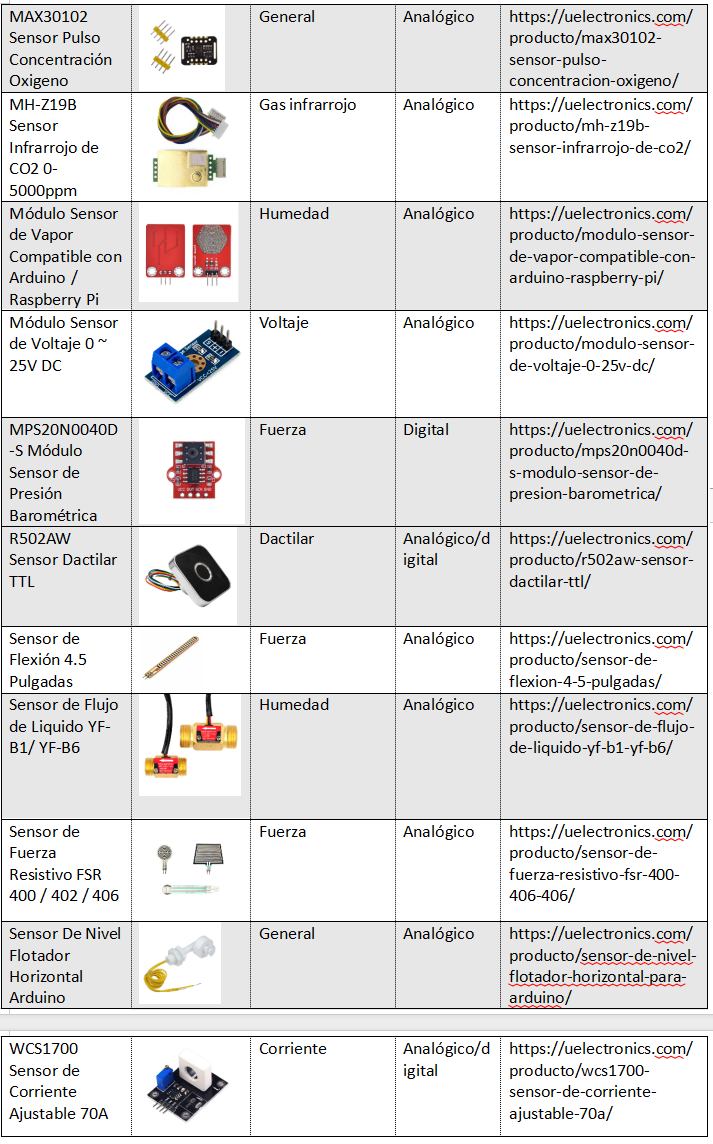 MAX30102
Sensor Pulso
Concentración
Oxigeno
General
Analógico
https://uelectronics.com/
producto/max30102-
sensor-pulso-
concentracion-oxigeno/
MH-Z19B
Sensor
Infrarrojo de
CO2 0-
5000ppm
Gas infrarrojo
Analógico
https://uelectronics.com/
producto/mh-z19b-
sensor-infrarrojo-de-co2/
Módulo Sensor
de Vapor
Compatible con
Arduino /
Raspberry Pi
Humedad
Analógico
https://uelectronics.com/
producto/modulo-sensor-
de-vapor-compatible-con-
arduino-raspberry-pi/
Módulo Sensor
de Voltaje 0 ~
25V DC
Voltaje
Analógico
https://uelectronics.com/
producto/modulo-sensor-
de-voltaje-0-25v-dc/
MPS20N0040D
-S Módulo
Sensor de
Presión
Barométrica
Fuerza
Digital
https://uelectronics.com/
producto/mps20n0040d-
s-modulo-sensor-de-
presion-barometrica/
R502AW
Sensor Dactilar
TTL
Dactilar
Analógico/d
igital
https://uelectronics.com/
producto/r502aw-sensor-
dactilar-ttl/
Sensor de
Flexión 4.5
Pulgadas
Fuerza
Analógico
https://uelectronics.com/
producto/sensor-de-
flexion-4-5-pulgadas/
Sensor de Flujo
de Liquido YF-
B1/ YF-B6
Humedad
Analógico
https://uelectronics.com/
producto/sensor-de-flujo-
de-liquido-yf-b1-yf-b6/
Sensor de
Fuerza
Resistivo FSR
400 / 402 / 406
Fuerza
Analógico
https://uelectronics.com/
producto/sensor-de-
fuerza-resistivo-fsr-400-
406-406/
Sensor De Nivel
Flotador
Horizontal
Arduino
General
Analógico
https://uelectronics.com/
producto/sensor-de-nivel-
flotador-horizontal-para-
arduino/
WCS1700
Sensor de
Corriente
Ajustable 70A
Corriente
Analógico/d
igital
https://uelectronics.com/
producto/wcs1700-
sensor-de-corriente-
ajustable-70a/